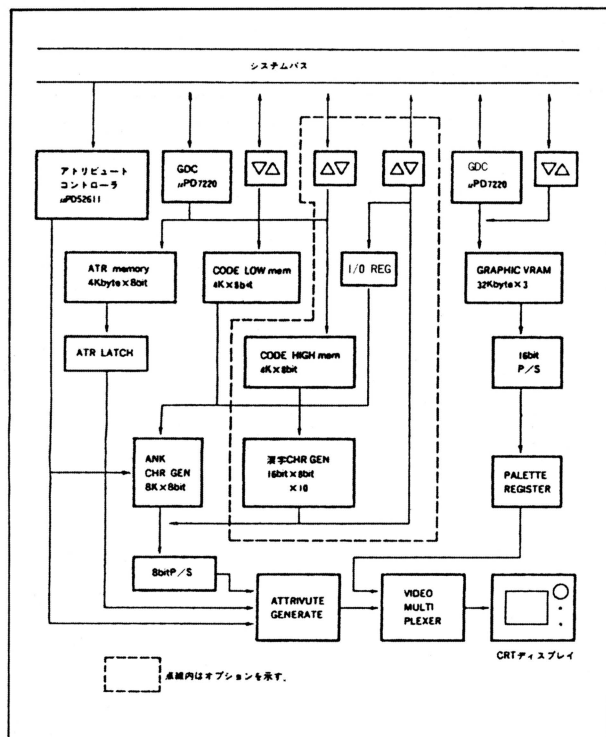 システムバス
アトリビュート
コントローラ
μPD52611
GDC
μPD7220
▽△
△▽
△▽
GDC
μPD7220
▽△
ATR memory
4Kbyte×8bit
CODE LOW mem
4K×8bit
I/O REG
GRAPHIC VRAM
32Kbyte×3
ATR LATCH
CODE HIGH mem
4K×8bit
16bit
P/S
ANK
CHR GEN
8K×8bit
漢字CHR GEN
16bit×8bit
×10
PALETTE
REGISTER
8bitP/S
ATTRIVUTE
GENERATE
VIDEO
MULTI
PLEXER
CRTディスプレイ
点線内はオプションを示す.